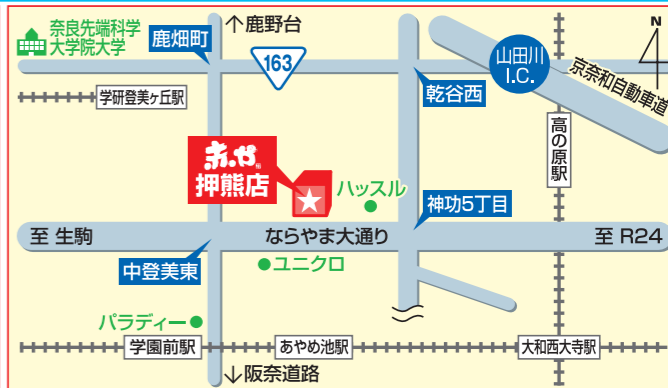 奈良先端科学
大学院大学
鹿畑町
↑鹿野台
163
山田川
I.C.
N
京奈和自動車道
乾谷西
学研登美ヶ丘駅
高の原駅
赤や
押熊店
ハッスル
神功5丁目
至 生駒
ならやま大通り
至 R24
中登美東
ユニクロ
パラディー
学園前駅
あやめ池駅
大和西大寺駅
↓阪奈道路